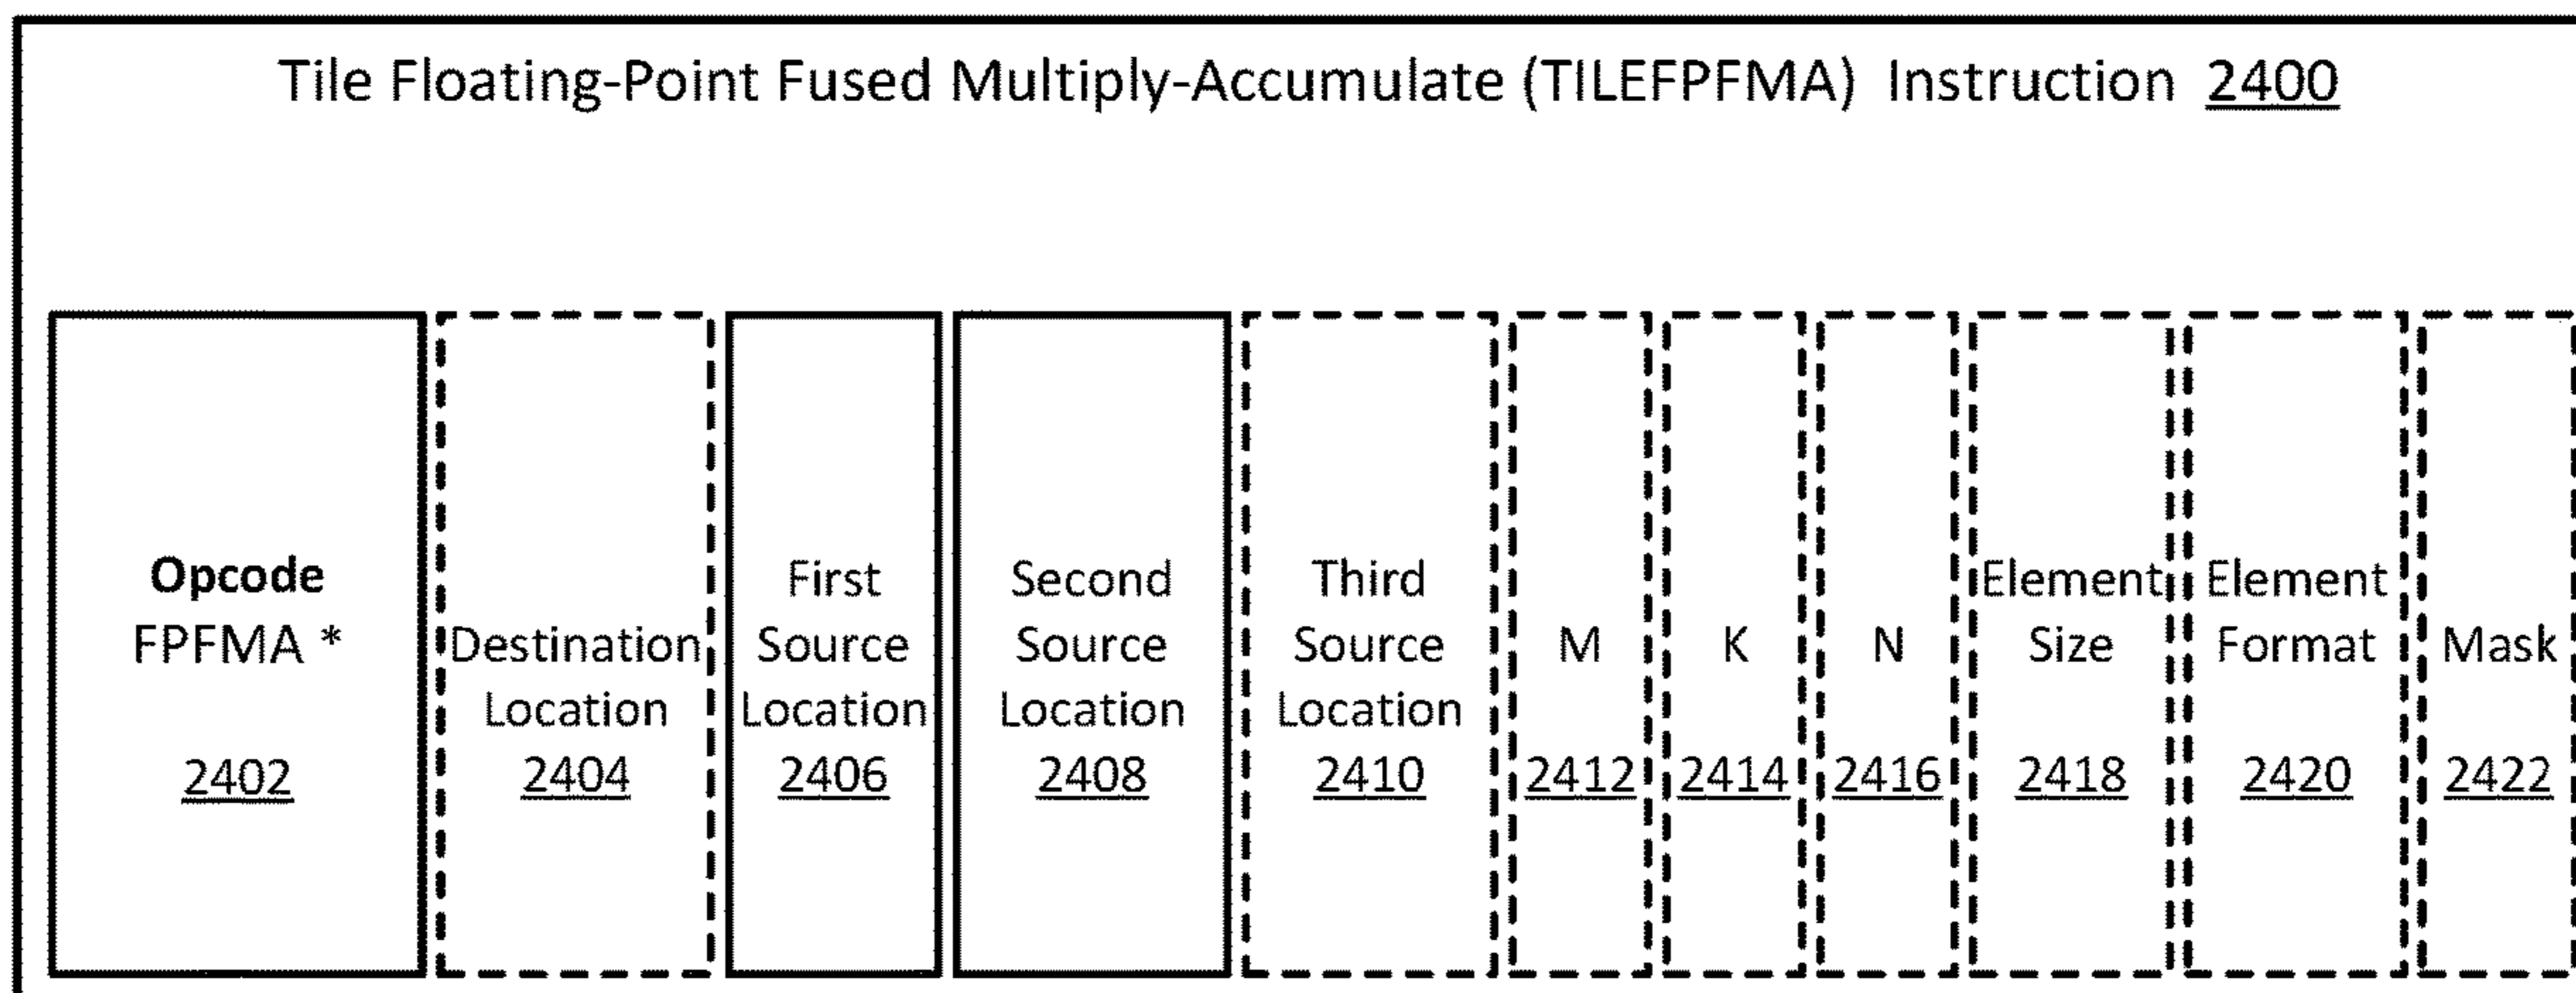 Tile Floating-Point Fused Multiply-Accumulate (TILEFPFMA) Instruction 2400
Opcode
FPFMA *
2402
Destination
Location
2404
First
Source
Location
2406
Second
Source
Location
2408
Third
Source
Location
2410
M
2412
K
2414
N
2416
Element
Size
2418
Element
Format
2420
Mask
2422